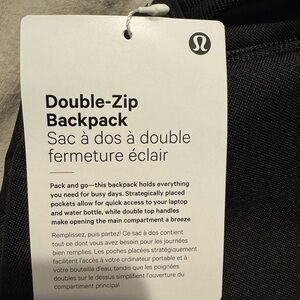 Double-Zip
Backpack
Sac à dos à double
fermeture éclair
Pack and go—this backpack holds everything
you need for busy days. Strategically placed
pockets allow for quick access to your laptop
and water bottle, while double top handles
make opening the main compartment a breeze
Remplissez, puis partez! Ce sac à dos contient
tout ce dont vous avez besoin pour les journées
bien remplies. Les poches placées stratégiquement
facilitent l'accès à votre ordinateur portable et à
votre bouteille d'eau, tandis que les poignées
doubles sur le dessus simplifient l'ouverture du
compartiment principal